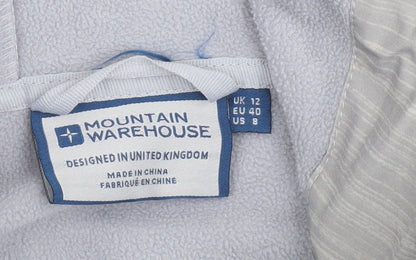 MOUNTAIN
WAREHOUSE
DESIGNED IN UNITED KINGDOM
MADE IN CHINA
FABRIQUÉ EN CHINE
UK 12
EU 40
US 8